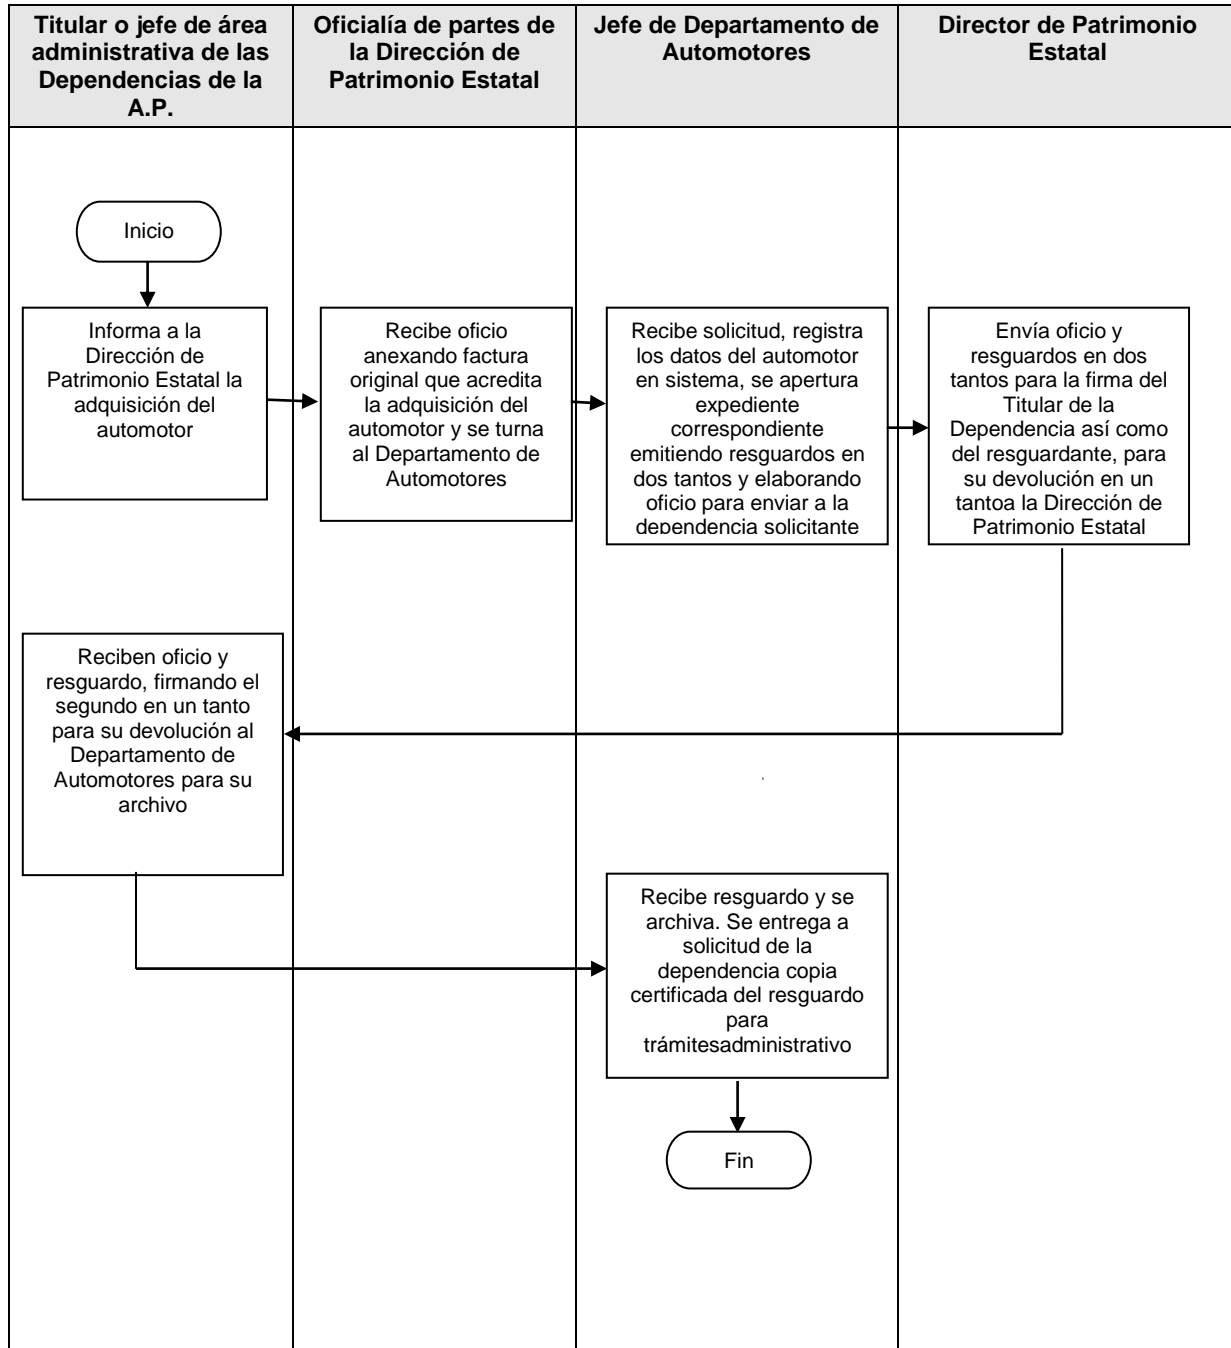 Titular o jefe de área
administrativa de las
Dependencias de la
A.P.
Oficialía de partes de
la Dirección de
Patrimonio Estatal
Jefe de Departamento de
Automotores
Director de Patrimonio
Estatal
Inicio
Informa a la
Dirección de
Patrimonio Estatal la
adquisición del
automotor
Recibe oficio
anexando factura
original que acredita
la adquisición del
automotor y se turna
al Departamento de
Automotores
Recibe solicitud, registra
los datos del automotor
en sistema, se apertura
expediente
correspondiente
emitiendo resguardos en
dos tantos y elaborando
oficio para enviar a la
dependencia solicitante
Envía oficio y
resguardos en dos
tantos para la firma del
Titular de la
Dependencia así como
del resguardante, para
su devolución en un
tantoa la Dirección de
Patrimonio Estatal
Reciben oficio y
resguardo, firmando el
segundo en un tanto
para su devolución al
Departamento de
Automotores para su
archivo
Recibe resguardo y se
archiva. Se entrega a
solicitud de la
dependencia copia
certificada del resguardo
para
trámitesadministrativo
Fin